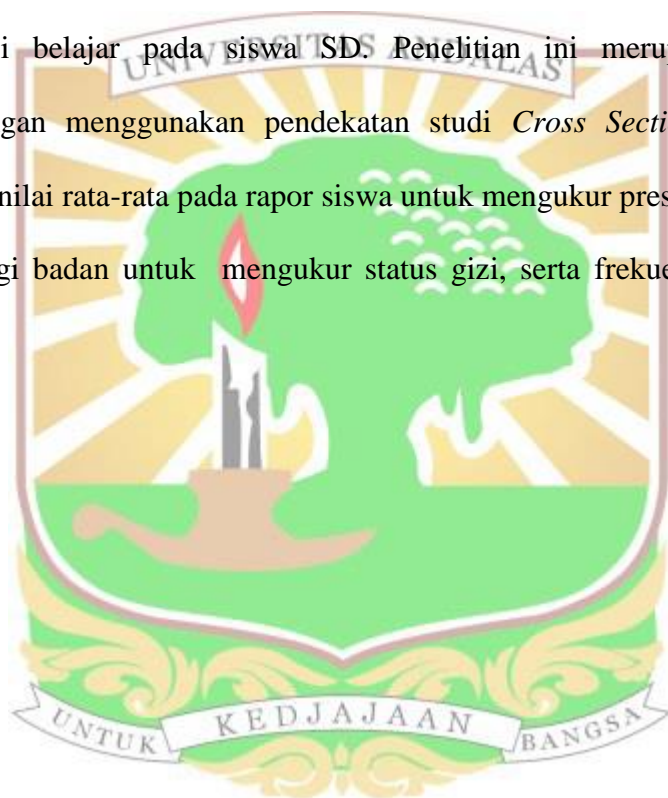 i belajar pada siswa SD. Penelitian ini meru
UNIVERSITAS ANDALAS
gan menggunakan pendekatan studi Cross Secti
nilai rata-rata pada rapor siswa untuk mengukur pres
gi badan untuk mengukur status gizi, serta frekue
UNTUK KEDJAJAAN BANGSA